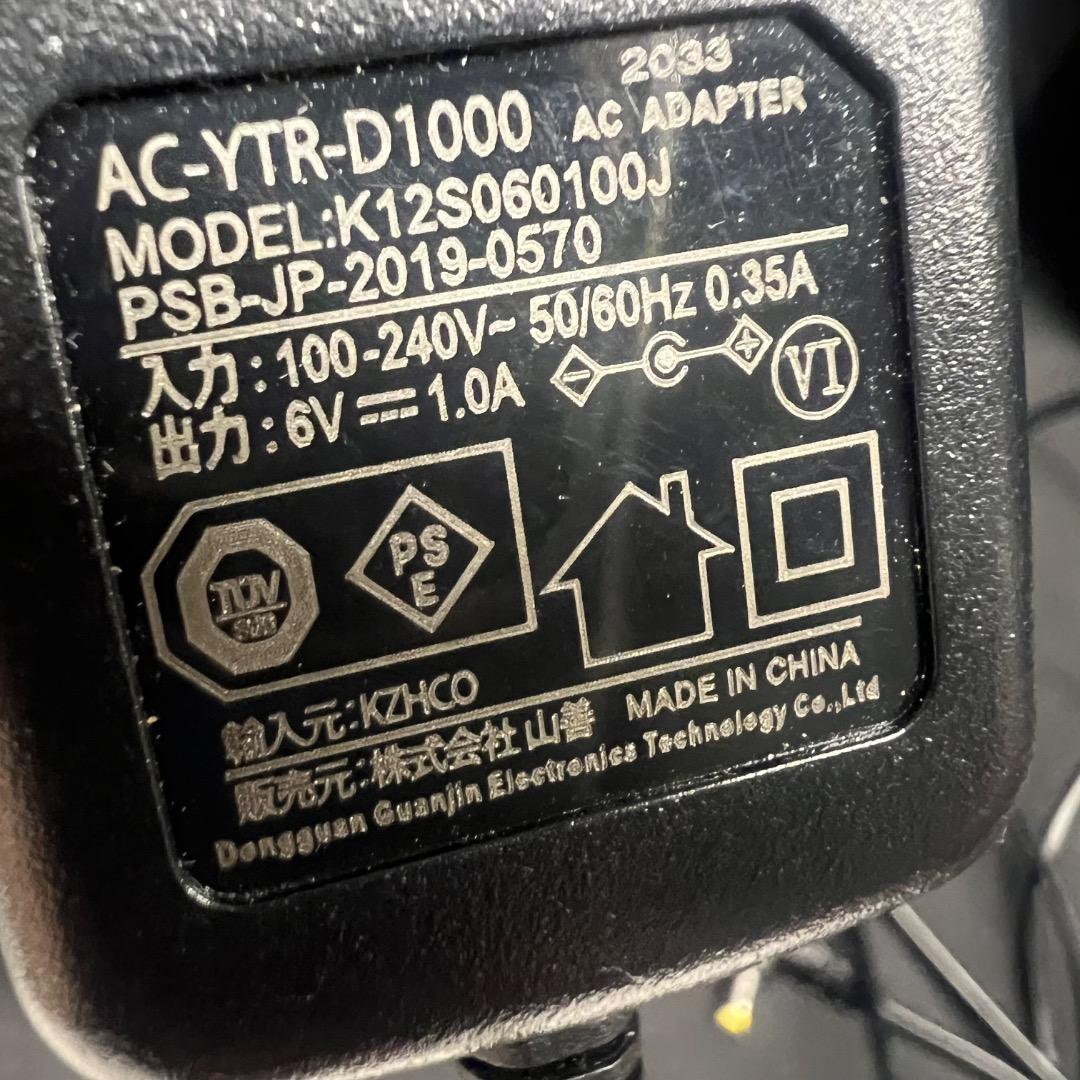 2033
AC-YTR-D1000 AC ADAPTER
MODEL:K12S060100J
PSB-JP-2019-0570
入力:100-240V~ 50/60Hz 0.35A
出力:6V⎓1.0A
VI
TÜV
SÜD
PS
E
輸入元:KZHCO MADE IN CHINA
販売元:株式会社 山善
Dongguan Guanjin Electronics Technology Co.,Ltd